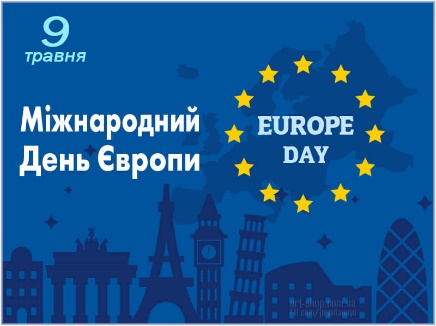 9
травня
Міжнародний
День Європи
EUROPE
DAY